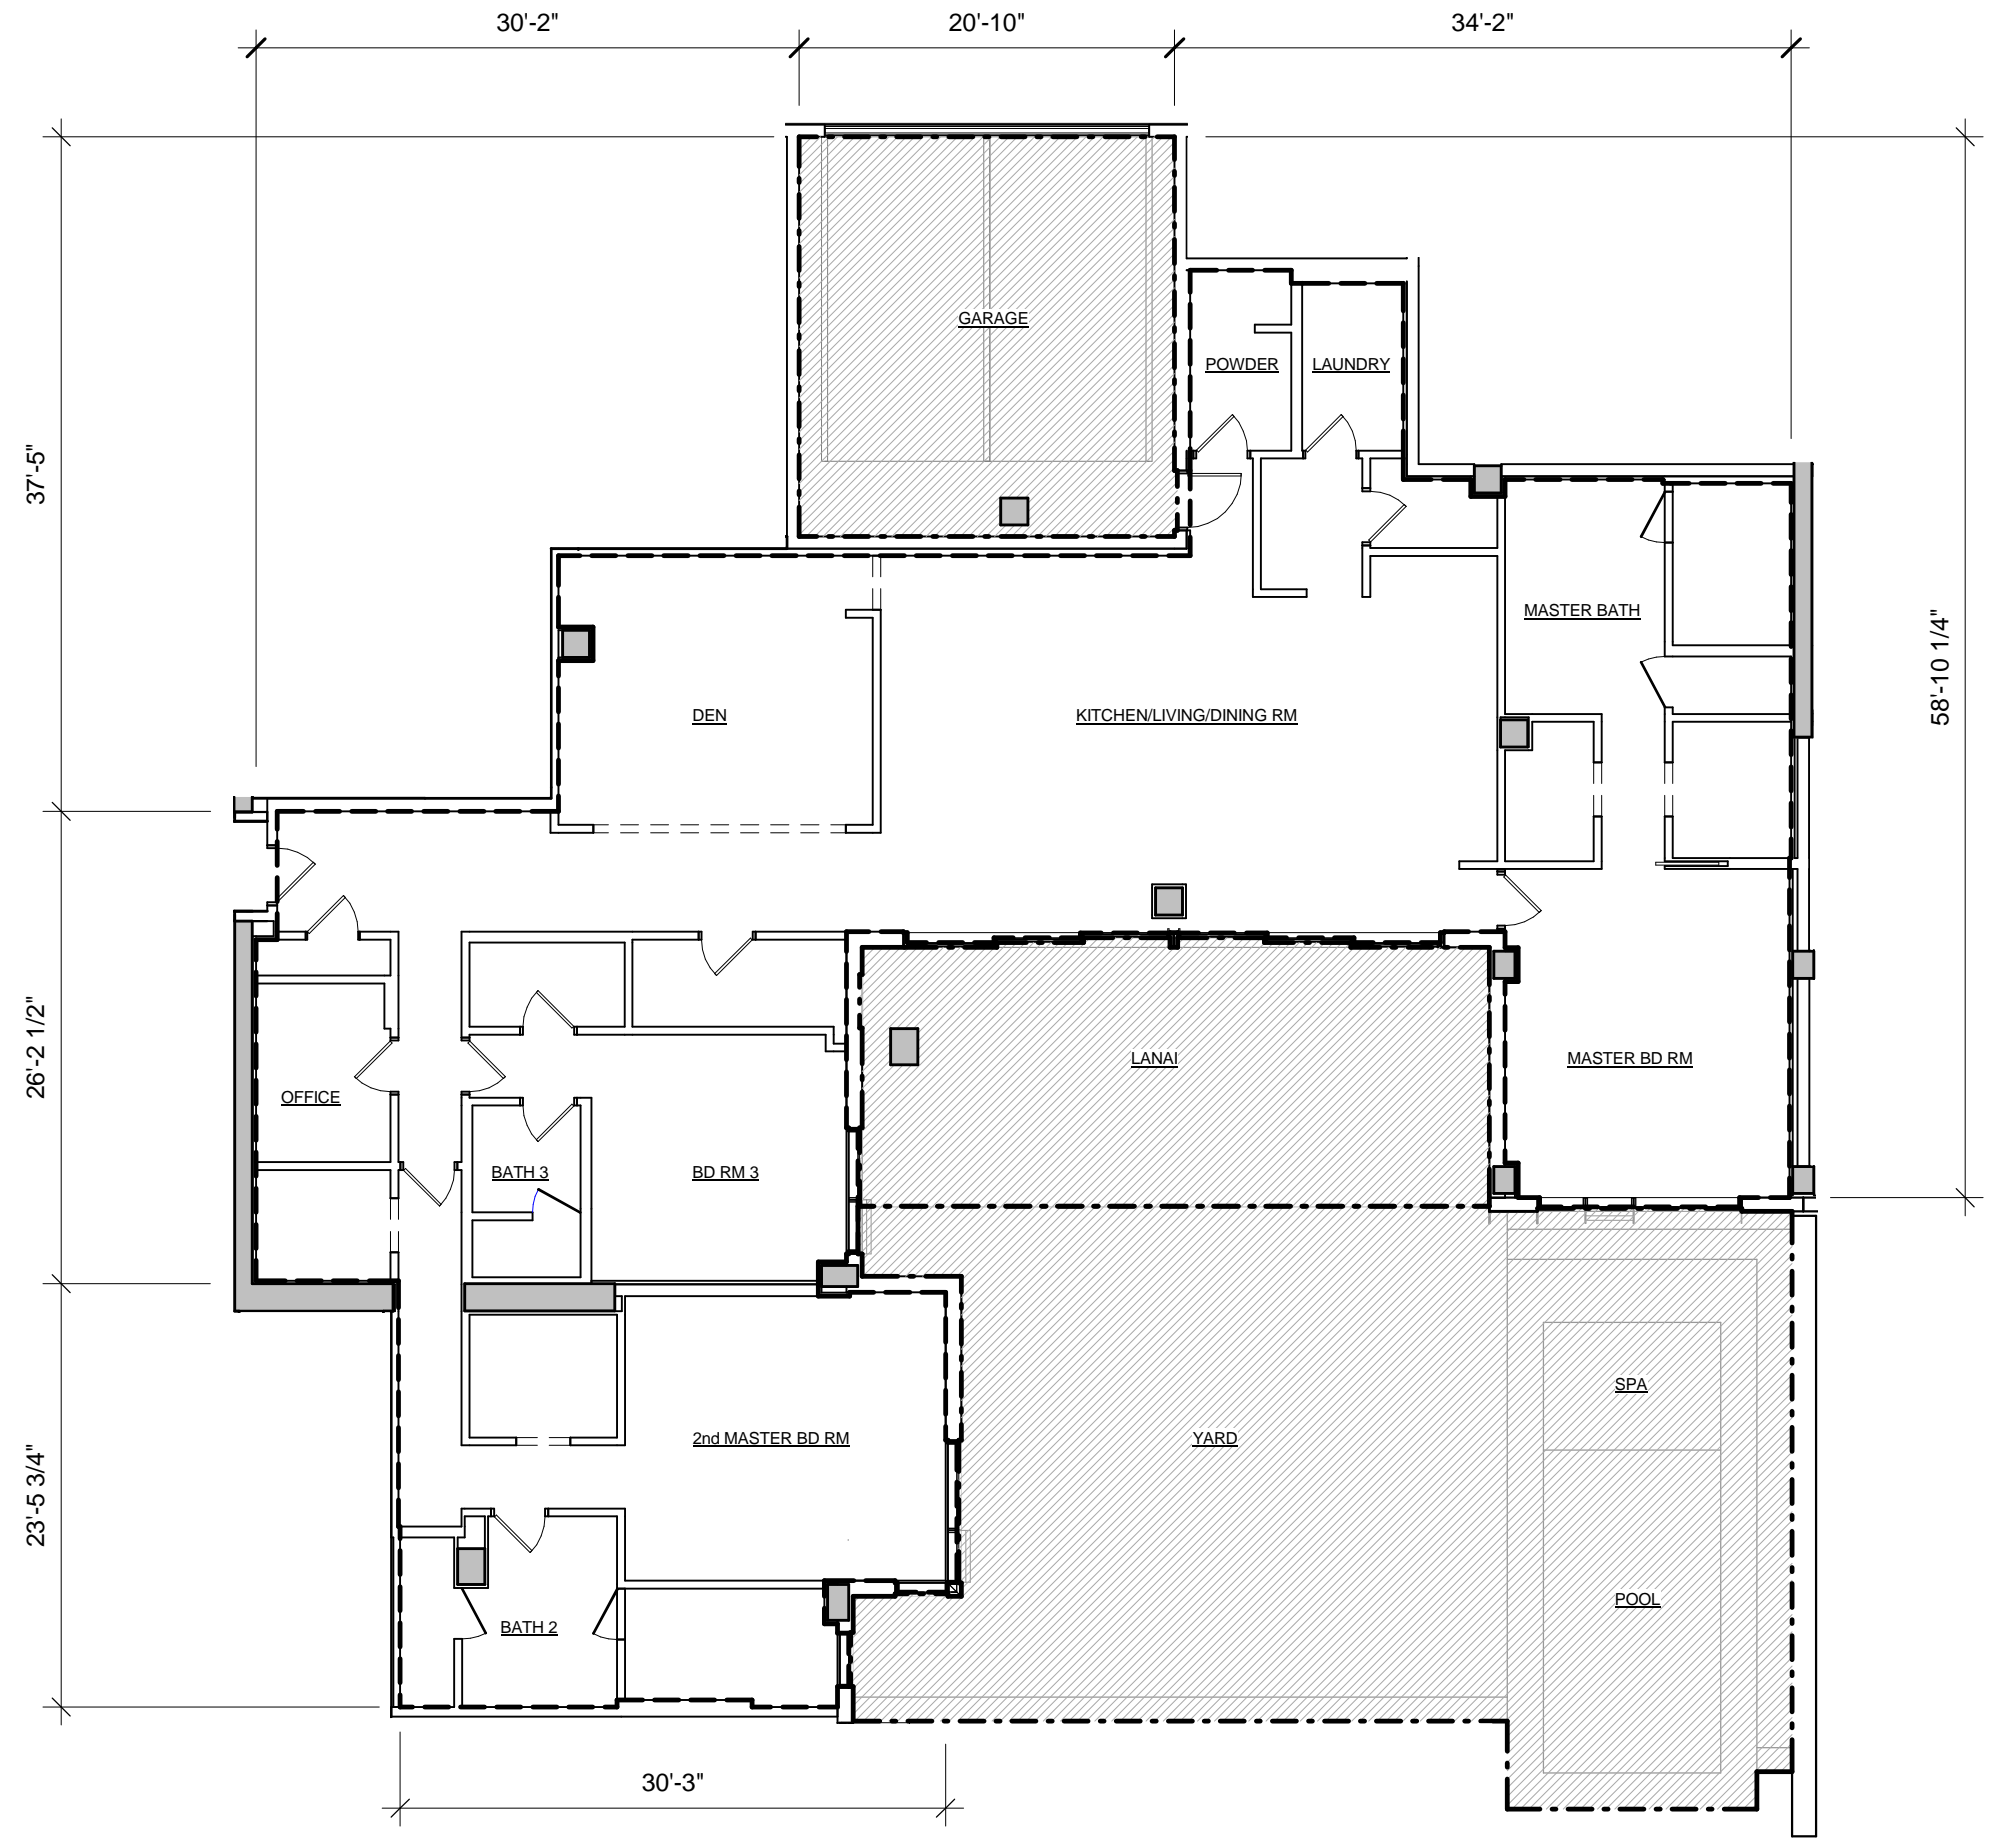 30'-2"
20'-10"
34'-2"
GARAGE
POWDER
LAUNDRY
37'-5"
MASTER BATH
58'-10 1/4"
DEN
KITCHEN/LIVING/DINING RM
26'-2 1/2"
LANAI
MASTER BD RM
OFFICE
BATH 3
BD RM 3
SPA
2nd MASTER BD RM
YARD
23'-5 3/4"
POOL
BATH 2
30'-3"